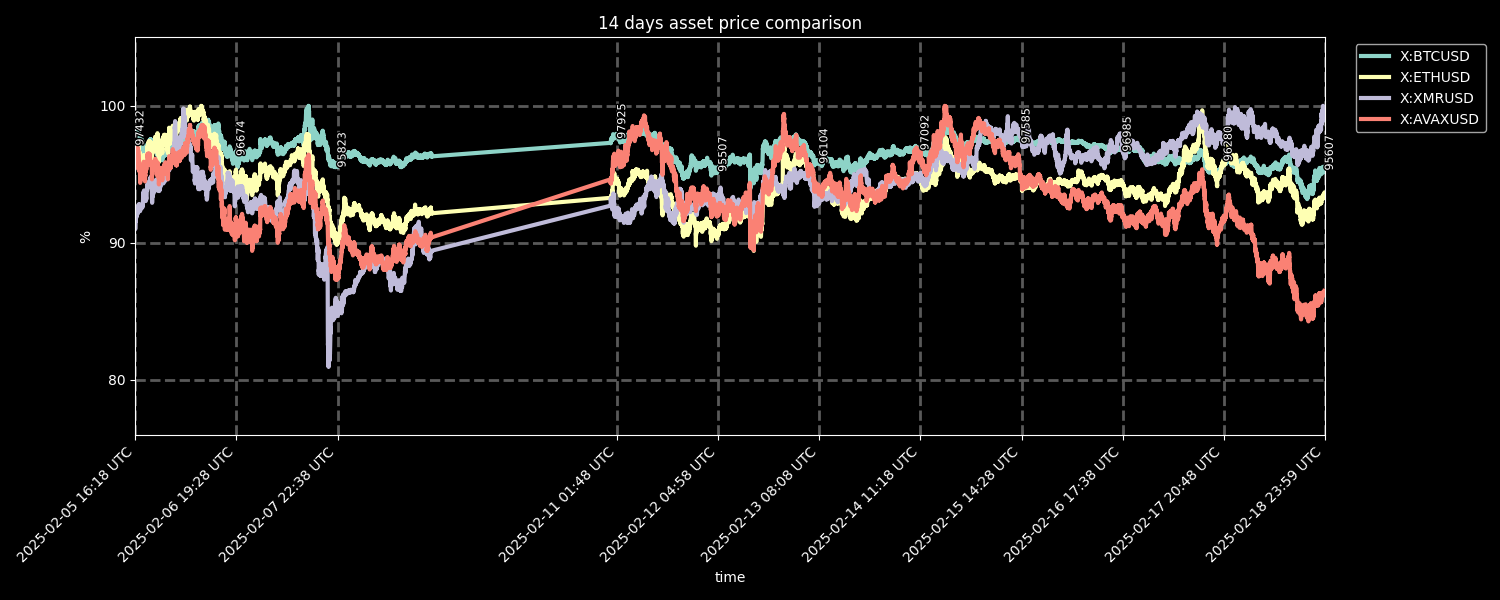 14 days asset price comparison
X:BTCUSD
X:ETHUSD
X:XMRUSD
X:AVAXUSD
100
90
80
%
97432
96674
95823
97925
95507
96104
97092
97585
96985
96280
95607
2025-02-05 16:18 UTC
2025-02-06 19:28 UTC
2025-02-07 22:38 UTC
2025-02-11 01:48 UTC
2025-02-12 04:58 UTC
2025-02-13 08:08 UTC
2025-02-14 11:18 UTC
2025-02-15 14:28 UTC
2025-02-16 17:38 UTC
2025-02-17 20:48 UTC
2025-02-18 23:59 UTC
time